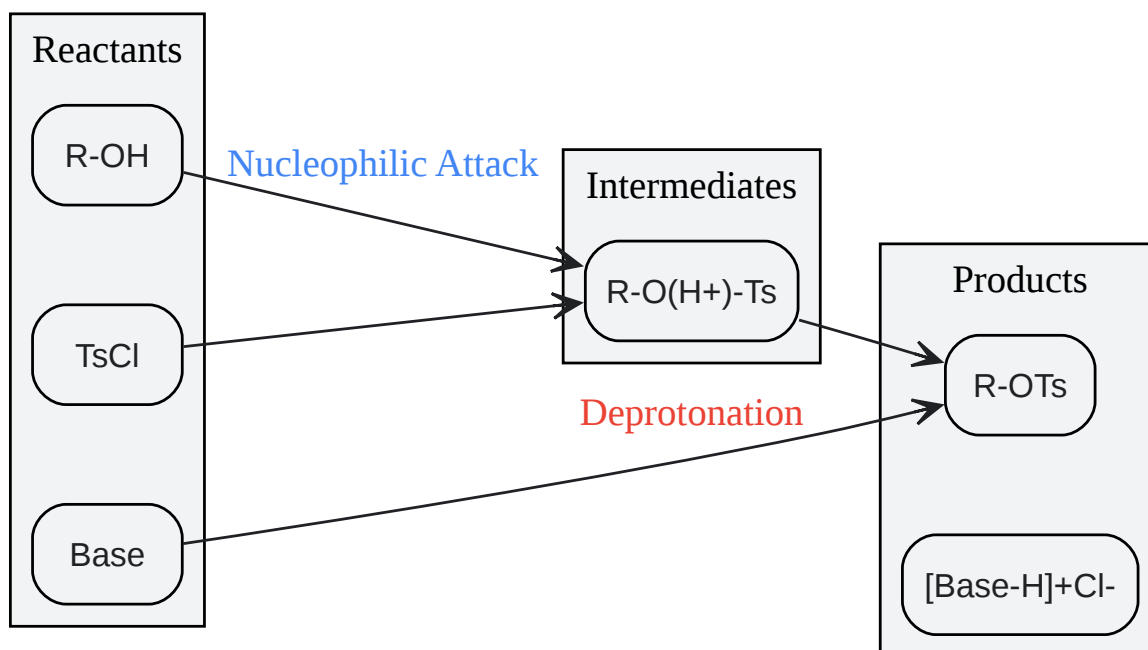 Reactants
R-OH
Nucleophilic Attack
TsCl
Base
Intermediates
R-O(H+)-Ts
Deprotonation
Products
R-OTs
[Base-H]+Cl-